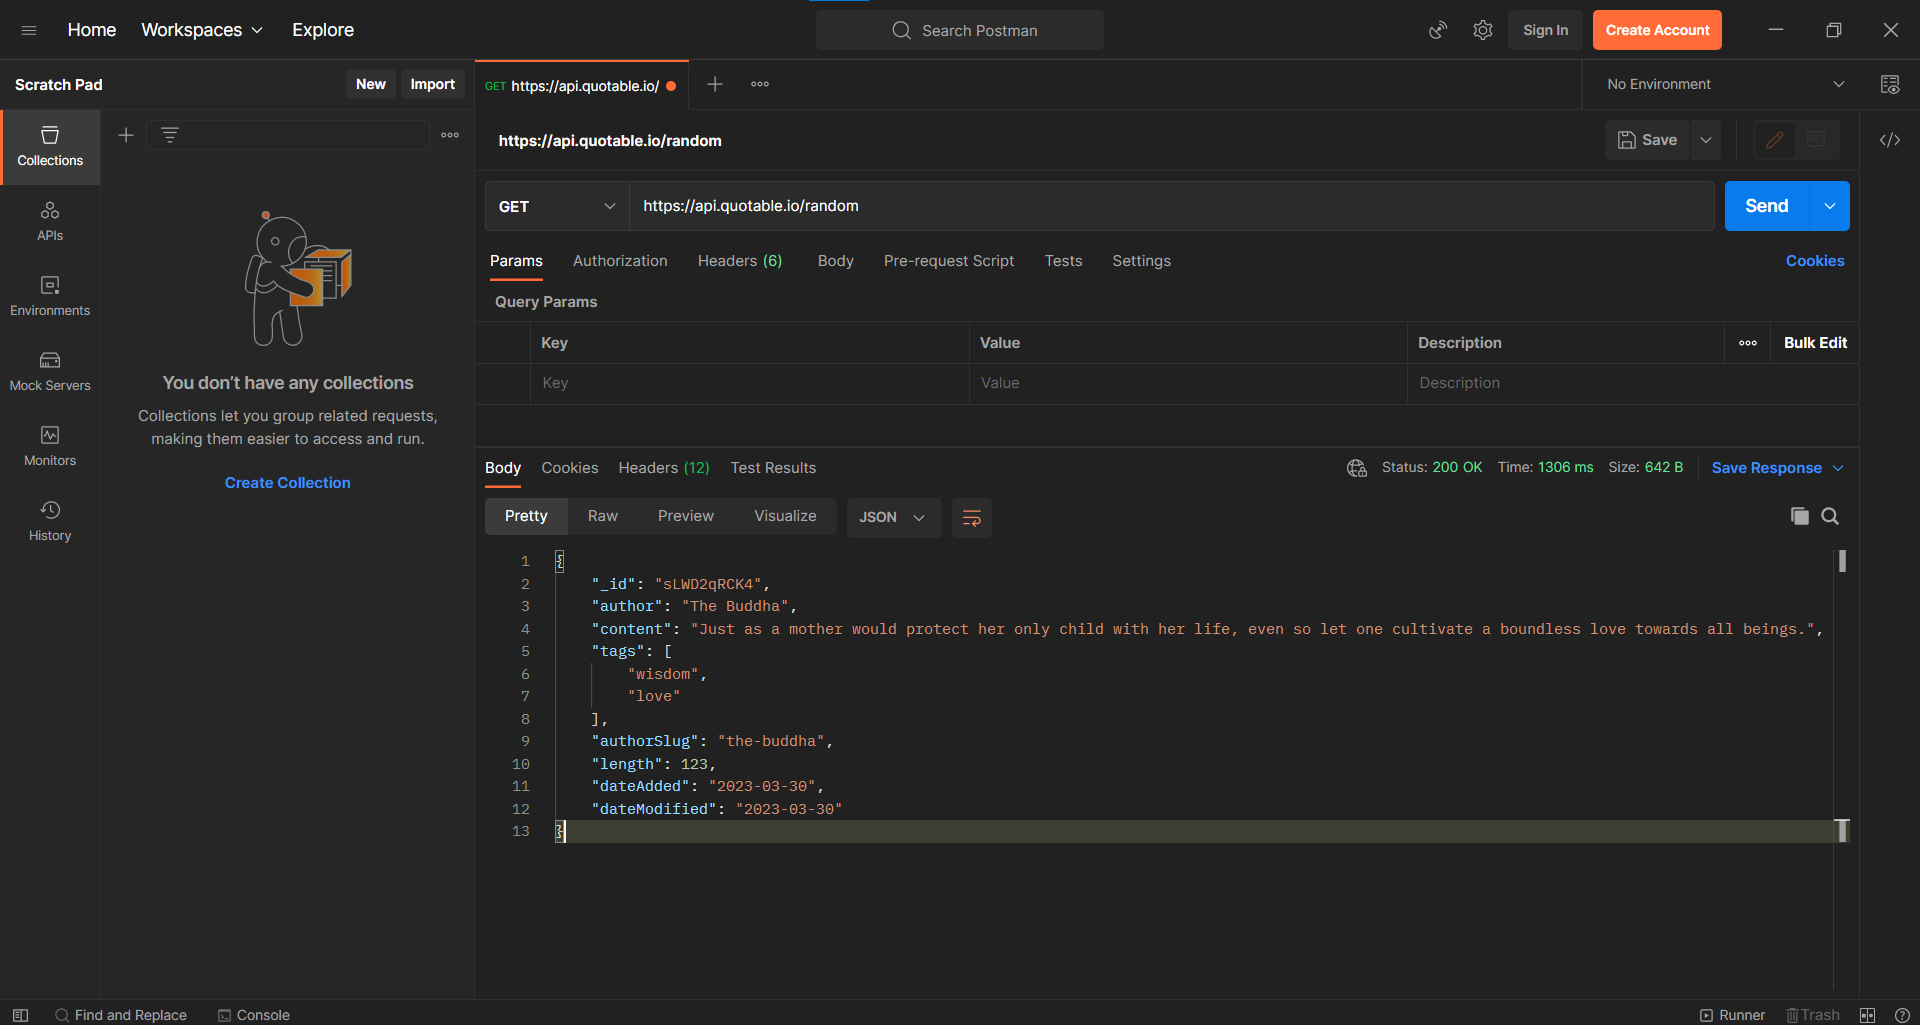 Home Workspaces Explore Search Postman Sign In Create Account
Scratch Pad New Import GET https://api.quotable.io/ No Environment
Collections
APIs
Environments
Mock Servers
Monitors
History
You don’t have any collections
Collections let you group related requests,
making them easier to access and run.
Create Collection
https://api.quotable.io/random Save
GET https://api.quotable.io/random Send
Params Authorization Headers (6) Body Pre-request Script Tests Settings Cookies
Query Params
Key Value Description Bulk Edit
Key Value Description
Body Cookies Headers (12) Test Results Status: 200 OK Time: 1306 ms Size: 642 B Save Response
Pretty Raw Preview Visualize JSON
1 {
2 "_id": "sLWD2qRCK4",
3 "author": "The Buddha",
4 "content": "Just as a mother would protect her only child with her life, even so let one cultivate a boundless love towards all beings.",
5 "tags": [
6 "wisdom",
7 "love"
8 ],
9 "authorSlug": "the-buddha",
10 "length": 123,
11 "dateAdded": "2023-03-30",
12 "dateModified": "2023-03-30"
13 }
Find and Replace Console Runner Trash